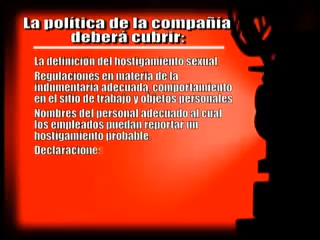 La política de la compañía
deberá cubrir:
La definicion del hostigamiento sexual.
Regulaciones en materia de la
indumentaria adecuada, comportamiento
en el sitio de trabajo y objetos personales
Nombres del personal adecuado al cual
los empleados puedan reportar un
hostigamiento probable.
Declaracione